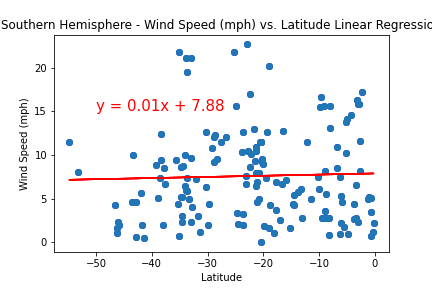 Southern Hemisphere - Wind Speed (mph) vs. Latitude Linear Regressio
20
15
10
5
0
Wind Speed (mph)
y = 0.01x + 7.88
−50 −40 −30 −20 −10 0
Latitude